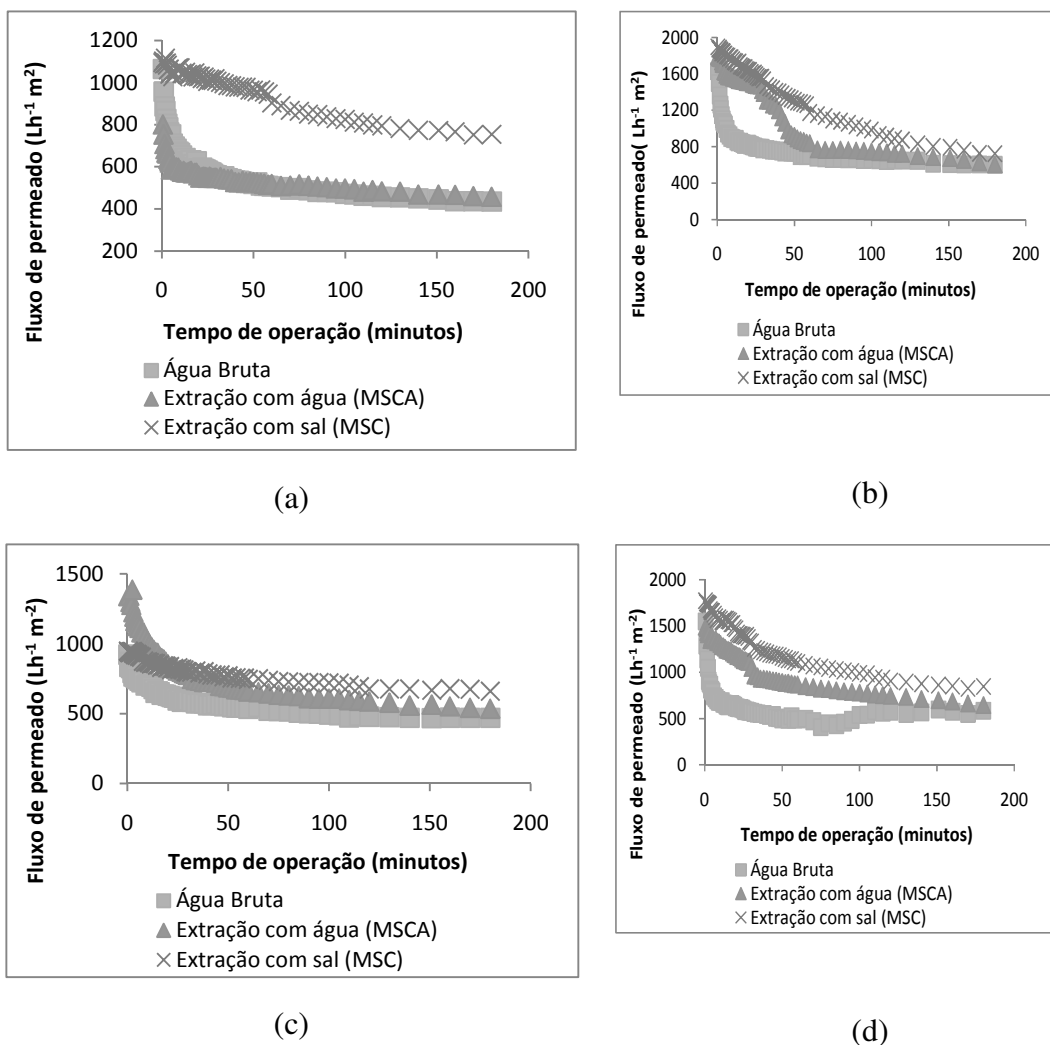 1200
1000
800
600
400
200
0
50
100
150
200
Fluxo de permeado (Lh⁻¹ m²)
Tempo de operação (minutos)
Água Bruta
Extração com água (MSCA)
Extração com sal (MSC)
(a)
2000
1600
1200
800
400
0
0
50
100
150
200
Fluxo de permeado( Lh⁻¹ m²)
Tempo de operação (minutos)
Água Bruta
Extração com água (MSCA)
Extração com sal (MSC)
(b)
1500
1000
500
0
0
50
100
150
200
Fluxo de permeado (Lh⁻¹ m⁻²)
Tempo de operação (minutos)
Água Bruta
Extração com água (MSCA)
Extração com sal (MSC)
(c)
2000
1500
1000
500
0
0
50
100
150
200
Fluxo de permeado (Lh⁻¹ m⁻²)
Tempo de operação (minutos)
Água Bruta
Extração com água (MSCA)
Extração com sal (MSC)
(d)